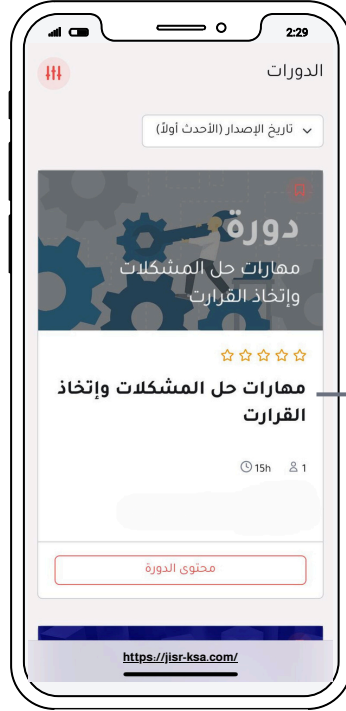 2:29
الدورات
تاريخ الإصدار (الأحدث أولاً)
دورة
مهارات حل المشكلات
وإتخاذ القرارت
مهارات حل المشكلات وإتخاذ
القرارت
15h 1
محتوى الدورة
https://jisr-ksa.com/